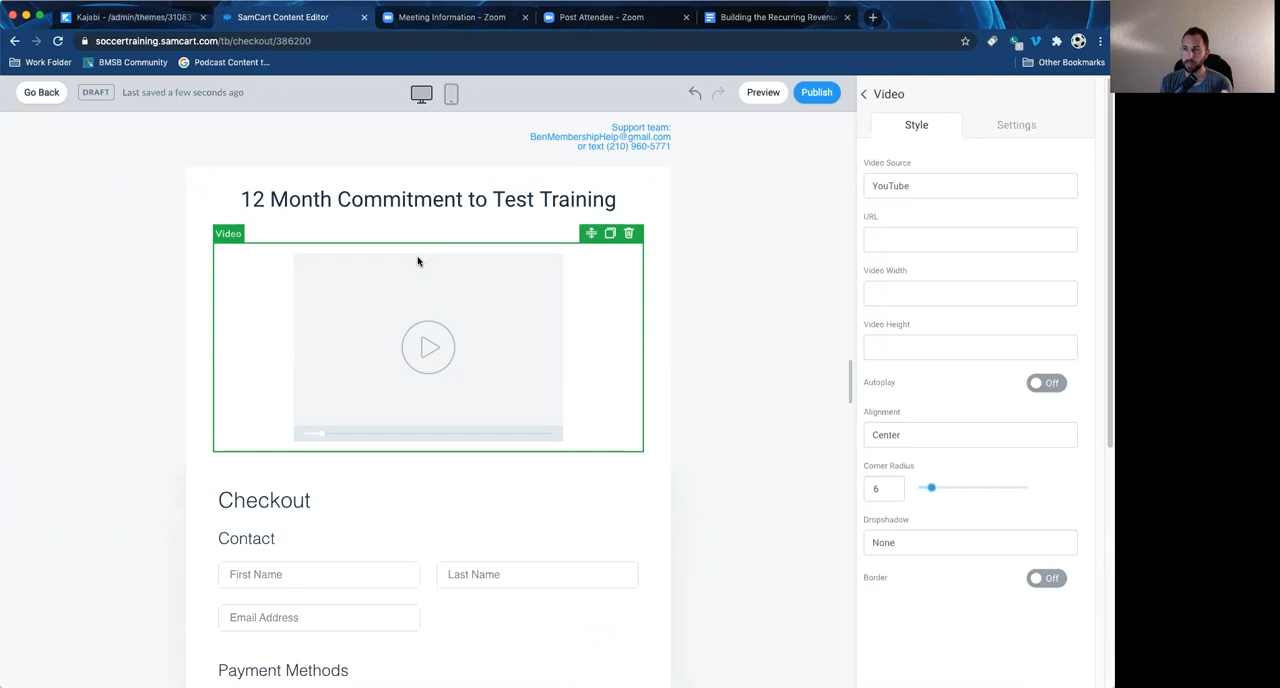 Kajabi - /admin/themes/31083
SamCart Content Editor
Meeting Information - Zoom
Post Attendee - Zoom
Building the Recurring Revenu
soccertraining.samcart.com/tb/checkout/386200
Work Folder
BMSB Community
Podcast Content t...
Other Bookmarks
Go Back
DRAFT
Last saved a few seconds ago
Preview
Publish
Video
Style
Settings
Support team:
BenMembershipHelp@gmail.com
or text (210) 960-5771
12 Month Commitment to Test Training
Video
Checkout
Contact
First Name
Last Name
Email Address
Payment Methods
Video Source
YouTube
URL
Video Width
Video Height
Autoplay
Off
Alignment
Center
Corner Radius
6
Dropshadow
None
Border
Off